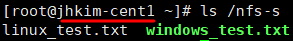 [root@jhkim-cent1 ~]# ls /nfs-s
linux_test.txt  windows_test.txt